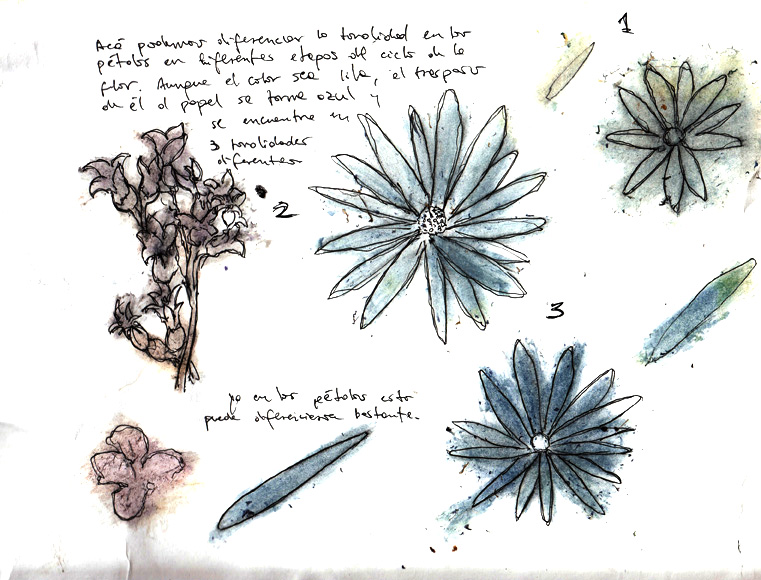 Acá podemos diferenciar la tonalidad en los
pétalos en diferentes etapas del ciclo de la
flor. Aunque el color sea lila, el traspaso
de él al papel se torna azul y
se encuentra en
3 tonalidades
diferentes
1
2
3
ya en los pétalos esto
puede diferenciarse bastante.